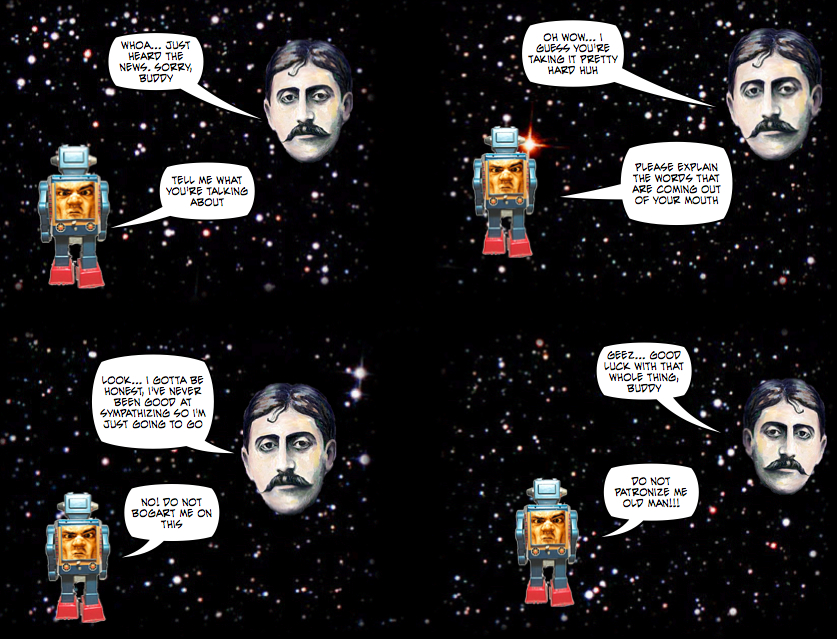 WHOA... JUST
HEARD THE
NEWS. SORRY,
BUDDY
TELL ME WHAT
YOU'RE TALKING
ABOUT
OH WOW... I
GUESS YOU'RE
TAKING IT PRETTY
HARD HUH
PLEASE EXPLAIN
THE WORDS THAT
ARE COMING OUT
OF YOUR MOUTH
LOOK... I GOTTA BE
HONEST, I'VE NEVER
BEEN GOOD AT
SYMPATHIZING SO I'M
JUST GOING TO GO
NO! DO NOT
BOGART ME ON
THIS
GEEZ... GOOD
LUCK WITH THAT
WHOLE THING,
BUDDY
DO NOT
PATRONIZE ME
OLD MAN!!!